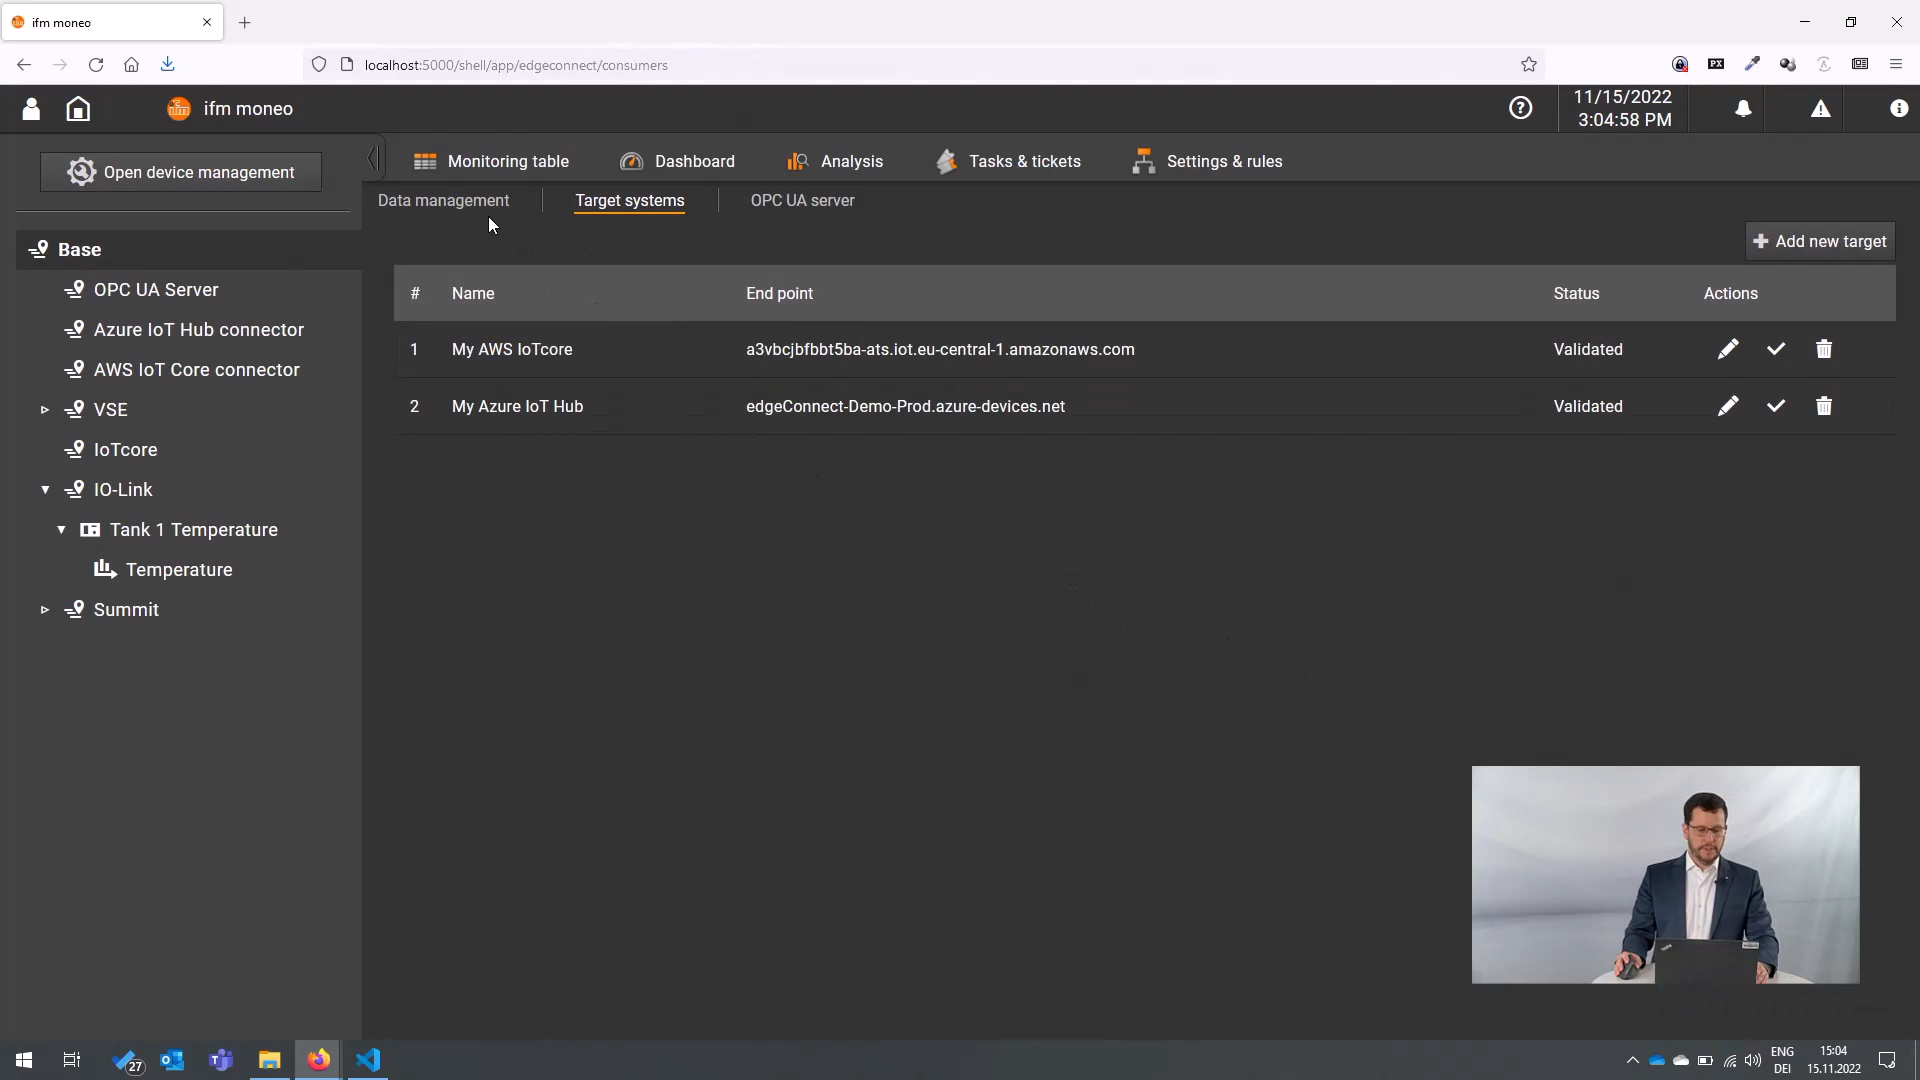 ifm moneo
localhost:5000/shell/app/edgeconnect/consumers
PX
ifm
ifm moneo
11/15/2022
3:04:58 PM
Open device management
Monitoring table
Dashboard
Analysis
Tasks & tickets
Settings & rules
Data management
Target systems
OPC UA server
Add new target
Base
OPC UA Server
Azure IoT Hub connector
AWS IoT Core connector
VSE
IoTcore
IO-Link
Tank 1 Temperature
Temperature
Summit
# Name End point Status Actions
1 My AWS IoTcore a3vbcjbfbbt5ba-ats.iot.eu-central-1.amazonaws.com Validated
2 My Azure IoT Hub edgeConnect-Demo-Prod.azure-devices.net Validated
27
ENG
DEI
15:04
15.11.2022